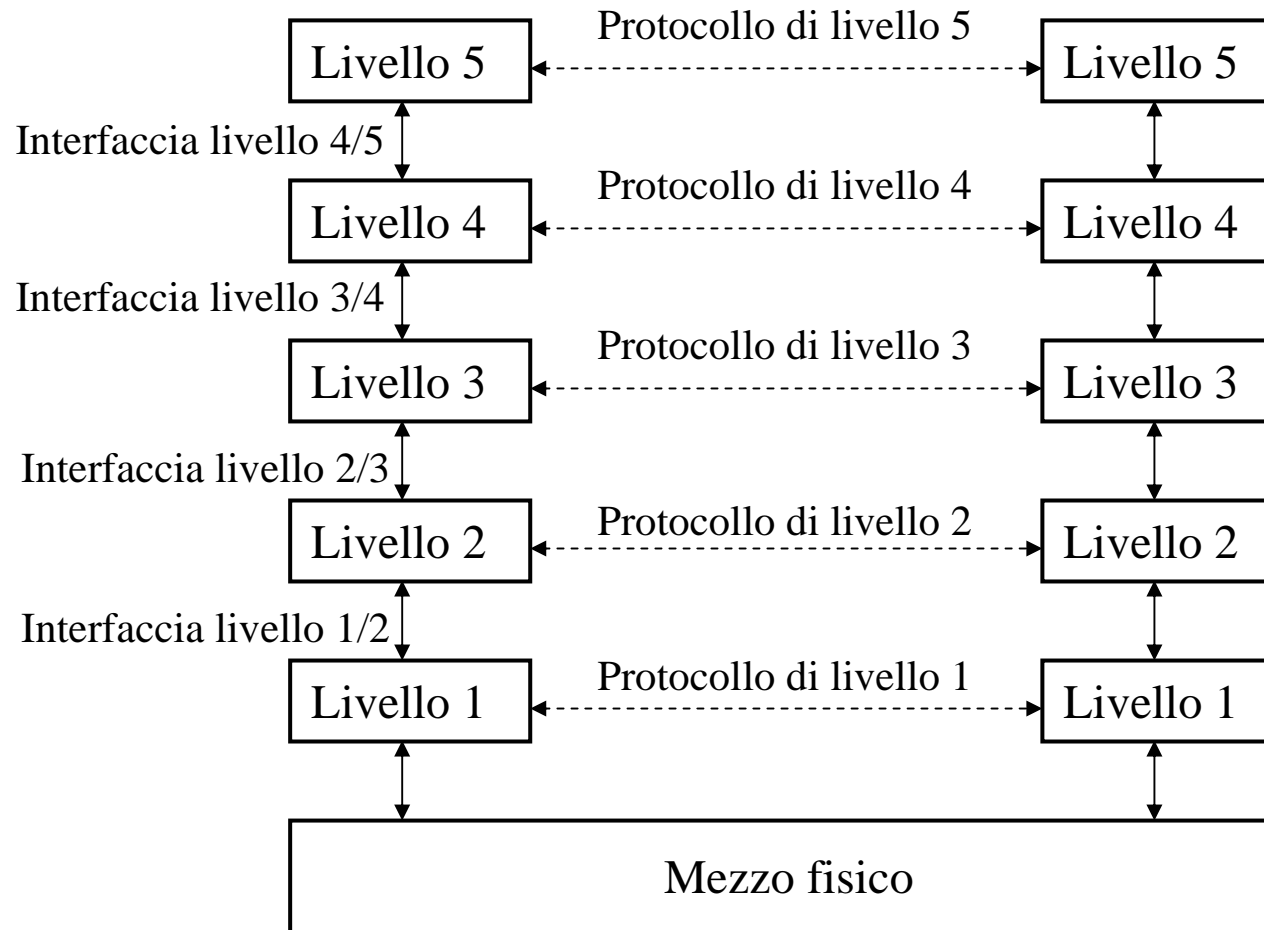 Protocollo di livello 5
Livello 5
Livello 5
Interfaccia livello 4/5
Protocollo di livello 4
Livello 4
Livello 4
Interfaccia livello 3/4
Protocollo di livello 3
Livello 3
Livello 3
Interfaccia livello 2/3
Protocollo di livello 2
Livello 2
Livello 2
Interfaccia livello 1/2
Protocollo di livello 1
Livello 1
Livello 1
Mezzo fisico